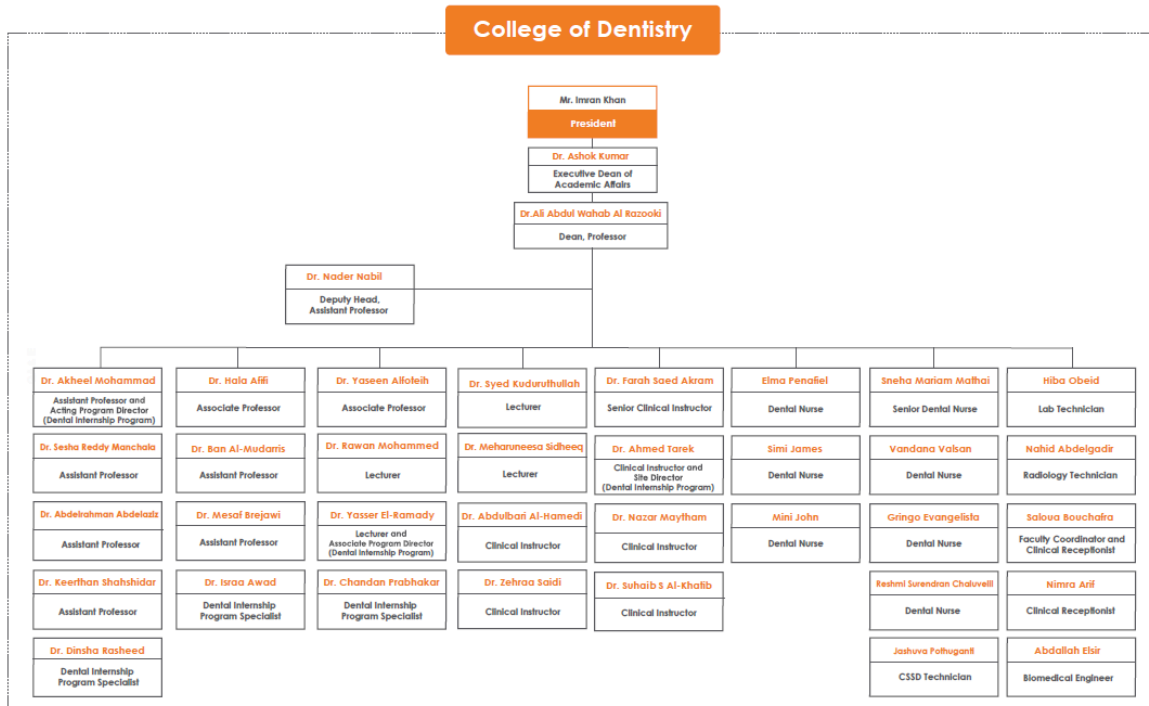 College of Dentistry
Mr. Imran Khan
President
Dr. Ashok Kumar
Executive Dean of
Academic Affairs
Dr.Ali Abdul Wahab Al Razooki
Dean, Professor
Dr. Nader Nabil
Deputy Head,
Assistant Professor
Dr. Akheel Mohammad
Assistant Professor and
Acting Program Director
(Dental Internship Program)
Dr. Sesha Reddy Manchala
Assistant Professor
Dr. Abdelrahman Abdelaziz
Assistant Professor
Dr. Keerthan Shahshidar
Assistant Professor
Dr. Dinsha Rasheed
Dental Internship
Program Specialist
Dr. Hala Afifi
Associate Professor
Dr. Ban Al-Mudarris
Assistant Professor
Dr. Mesaf Brejawi
Assistant Professor
Dr. Israa Awad
Dental Internship
Program Specialist
Dr. Yaseen Alfoteih
Associate Professor
Dr. Rawan Mohammed
Lecturer
Dr. Yasser El-Ramady
Lecturer and
Associate Program Director
(Dental Internship Program)
Dr. Chandan Prabhakar
Dental Internship
Program Specialist
Dr. Syed Kuduruthullah
Lecturer
Dr. Meharuneesa Sidheeq
Lecturer
Dr. Abdulbari Al-Hamedi
Clinical Instructor
Dr. Zehraa Saidi
Clinical Instructor
Dr. Farah Saed Akram
Senior Clinical Instructor
Dr. Ahmed Tarek
Clinical Instructor and
Site Director
(Dental Internship Program)
Dr. Nazar Maytham
Clinical Instructor
Dr. Suhaib S Al-Khatib
Clinical Instructor
Elma Penafiel
Dental Nurse
Simi James
Dental Nurse
Mini John
Dental Nurse
Sneha Mariam Mathai
Senior Dental Nurse
Vandana Valsan
Dental Nurse
Gringo Evangelista
Dental Nurse
Reshmi Surendran Chaluvelil
Dental Nurse
Jashuva Pothuganti
CSSD Technician
Hiba Obeid
Lab Technician
Nahid Abdelgadir
Radiology Technician
Saloua Bouchafra
Faculty Coordinator and
Clinical Receptionist
Nimra Arif
Clinical Receptionist
Abdallah Elsir
Biomedical Engineer